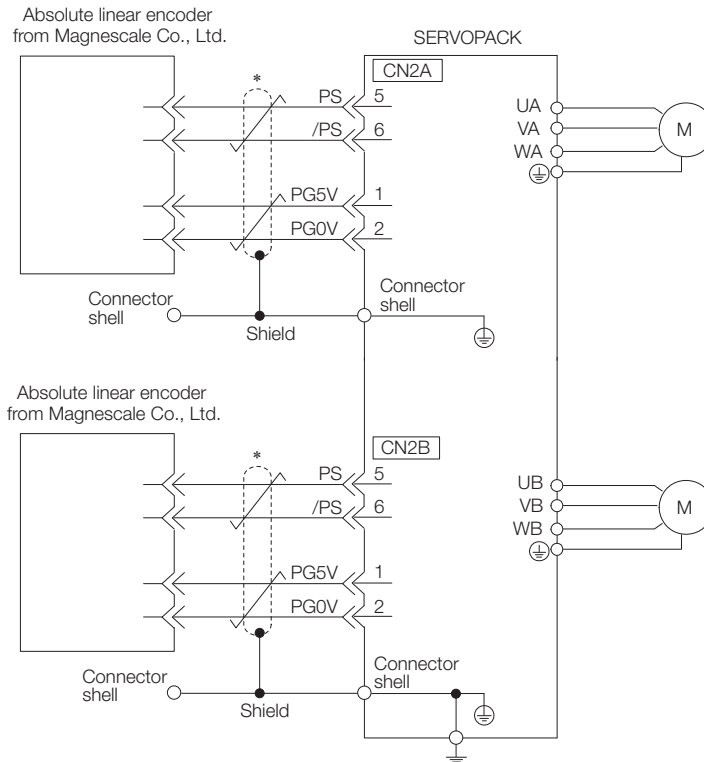 Absolute linear encoder
from Magnescale Co., Ltd.
SERVOPACK
CN2A
*
PS
5
/PS
6
PG5V
1
PG0V
2
UA
VA
WA
M
Connector
shell
Shield
Connector
shell
Absolute linear encoder
from Magnescale Co., Ltd.
CN2B
*
PS
5
/PS
6
PG5V
1
PG0V
2
UB
VB
WB
M
Connector
shell
Shield
Connector
shell